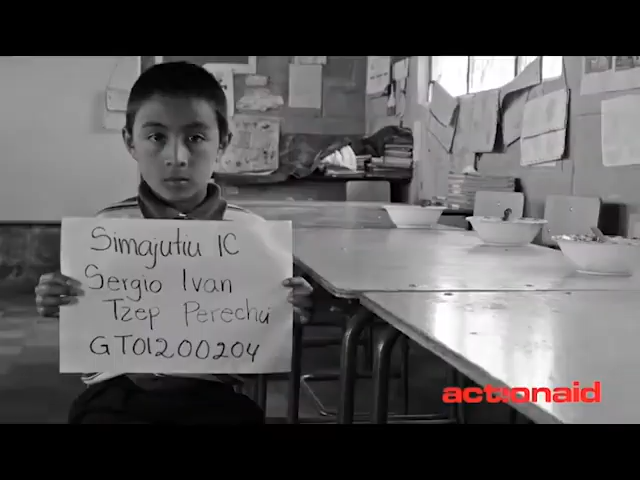 Simajutiu IC
Sergio Ivan
Tzep Perechú
GT01200204
actionaid